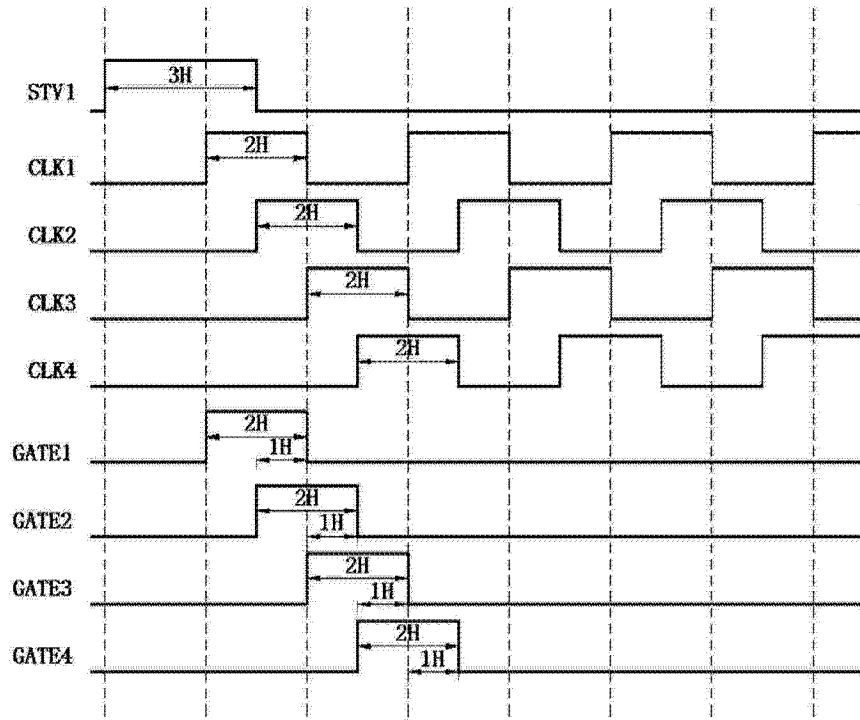 STV1
3H
CLK1
2H
CLK2
2H
CLK3
2H
CLK4
2H
GATE1
2H
1H
GATE2
2H
1H
GATE3
2H
1H
GATE4
2H
1H